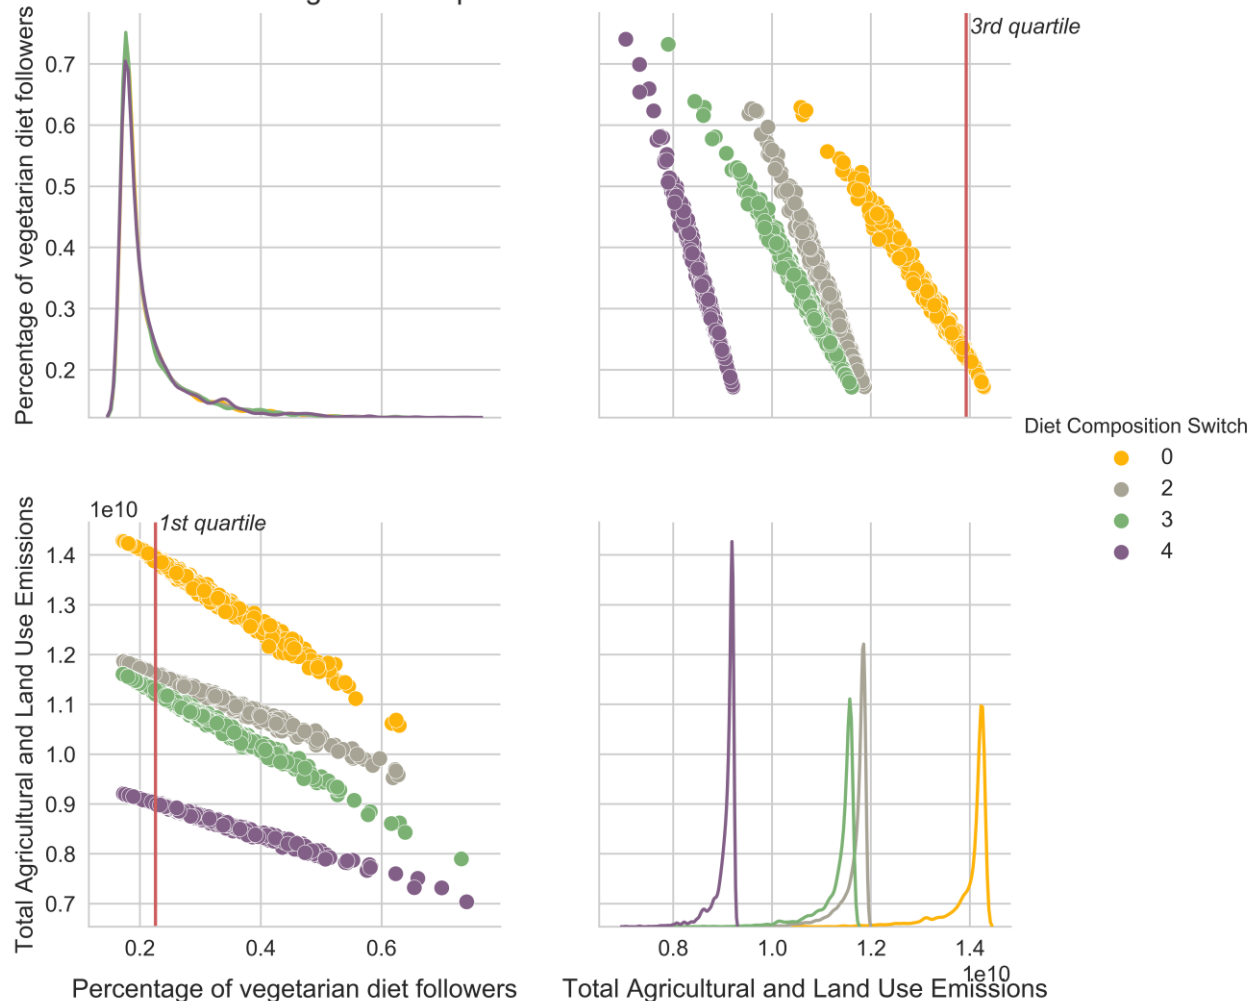 3rd quartile
Percentage of vegetarian diet followers
0.7
0.6
0.5
0.4
0.3
0.2
Diet Composition Switch
0
2
3
4
Total Agricultural and Land Use Emissions
1e10
1st quartile
1.4
1.3
1.2
1.1
1.0
0.9
0.8
0.7
0.2 0.4 0.6
0.8 1.0 1.2 1.4
1e10
Percentage of vegetarian diet followers
Total Agricultural and Land Use Emissions